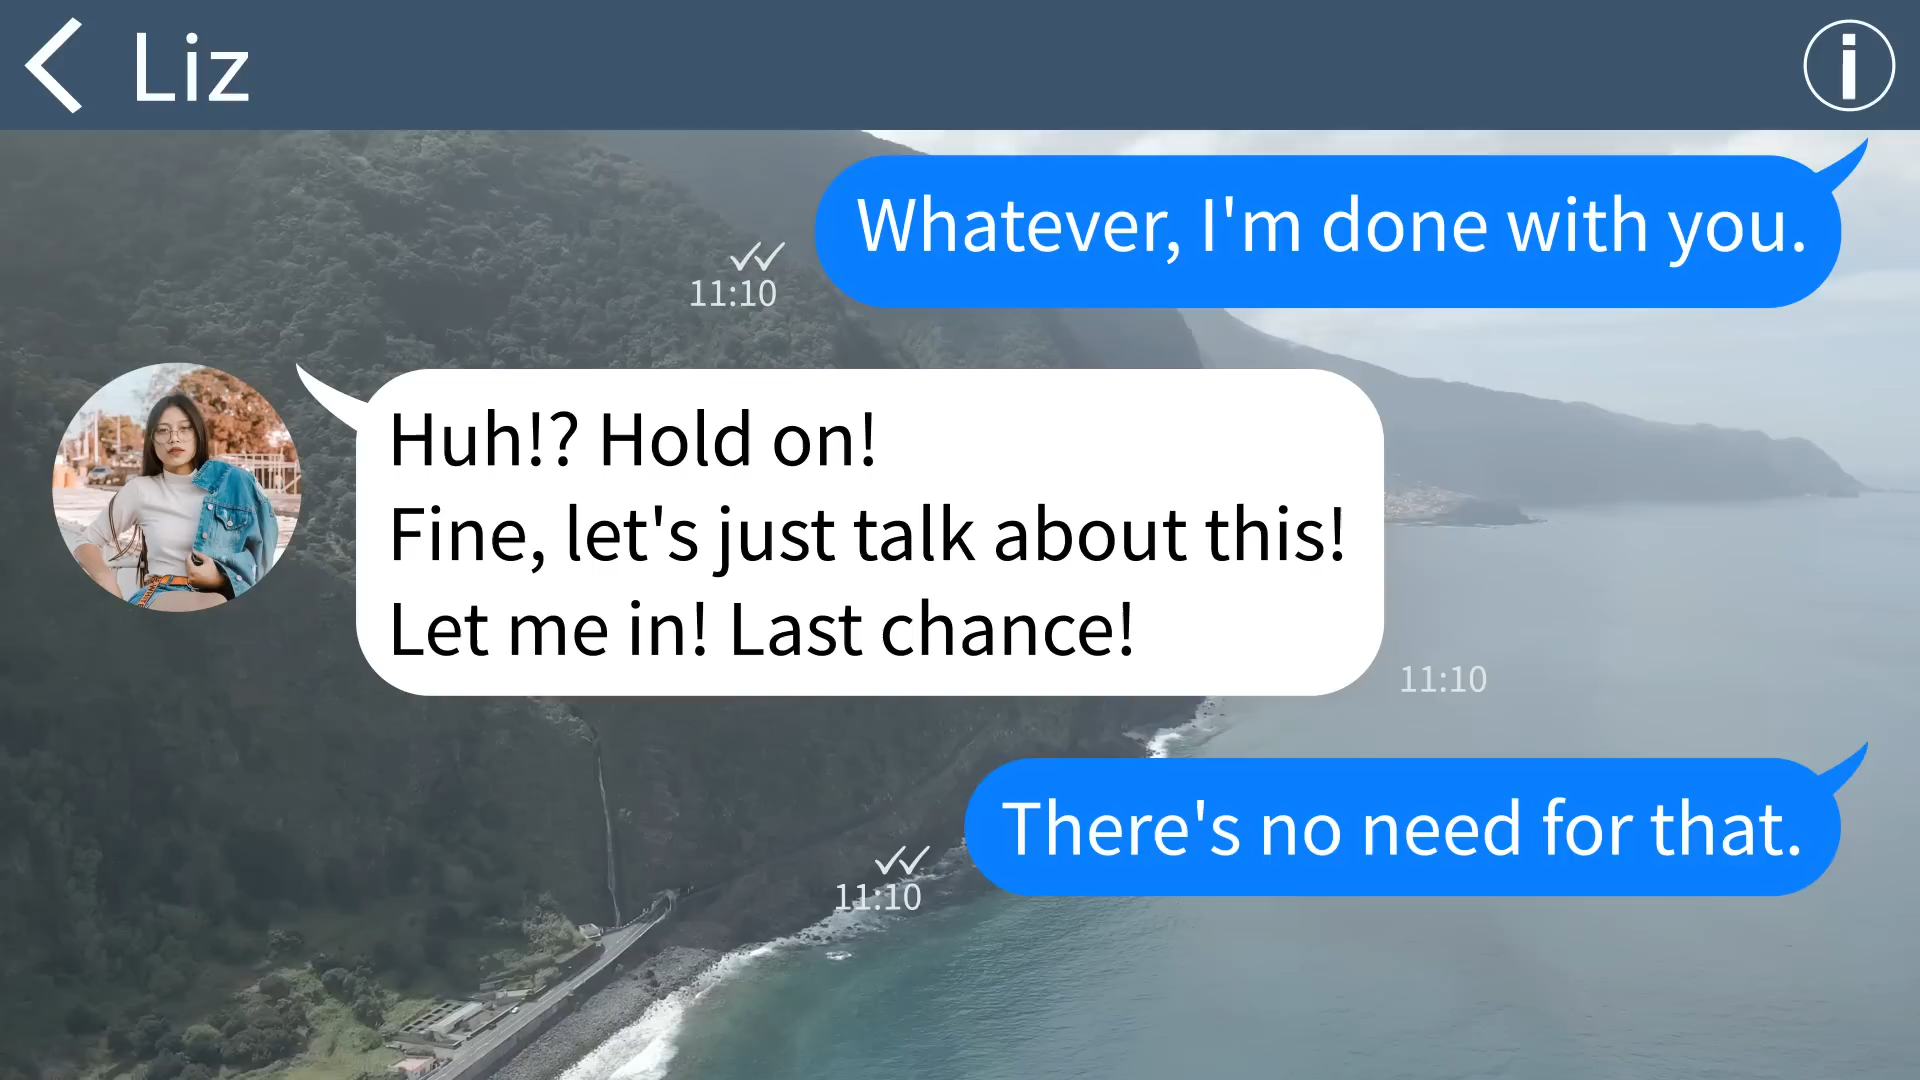 Liz
Whatever, I'm done with you.
11:10
Huh!? Hold on!
Fine, let's just talk about this!
Let me in! Last chance!
11:10
There's no need for that.
11:10